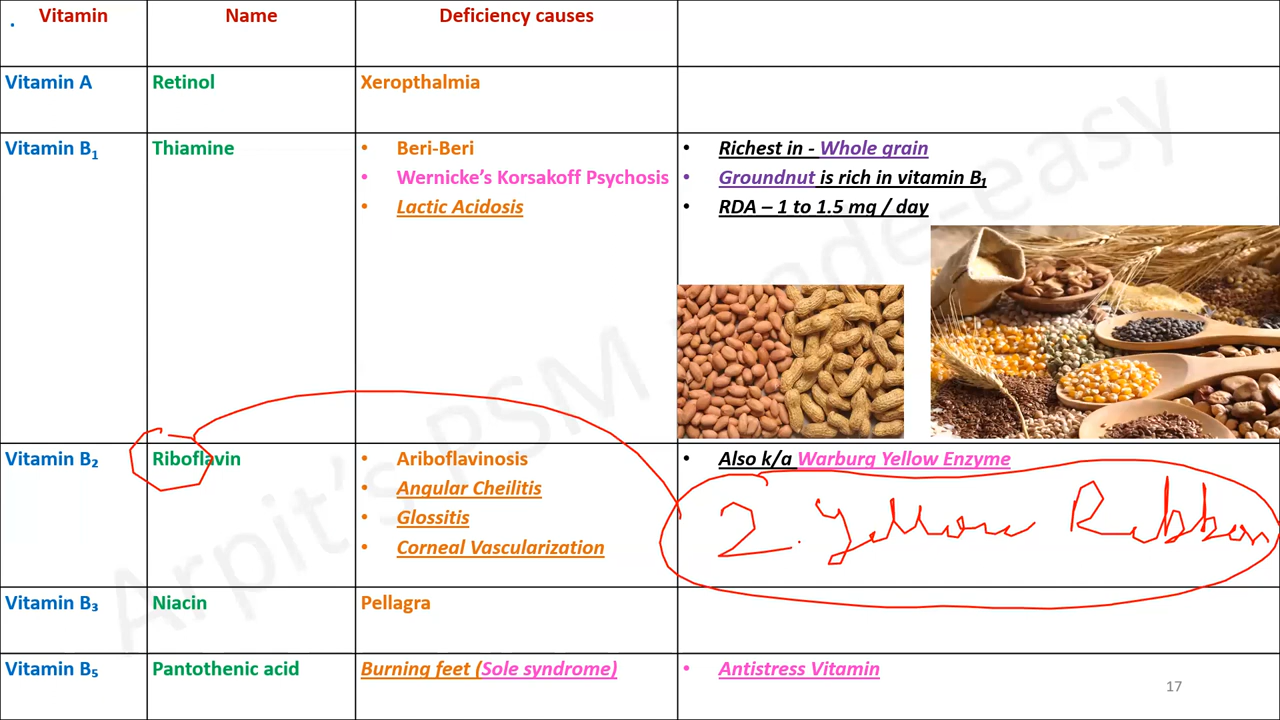 Vitamin Name Deficiency causes
Vitamin A Retinol Xeropthalmia
Vitamin B₁ Thiamine • Beri-Beri • Richest in - Whole grain
• Wernicke's Korsakoff Psychosis • Groundnut is rich in vitamin B₁
• Lactic Acidosis • RDA – 1 to 1.5 mg / day
Vitamin B₂ Riboflavin • Ariboflavinosis • Also k/a Warburg Yellow Enzyme
• Angular Cheilitis
• Glossitis
2. Yellow Ribbon
• Corneal Vascularization
Vitamin B₃ Niacin Pellagra
Vitamin B₅ Pantothenic acid Burning feet (Sole syndrome) • Antistress Vitamin
17